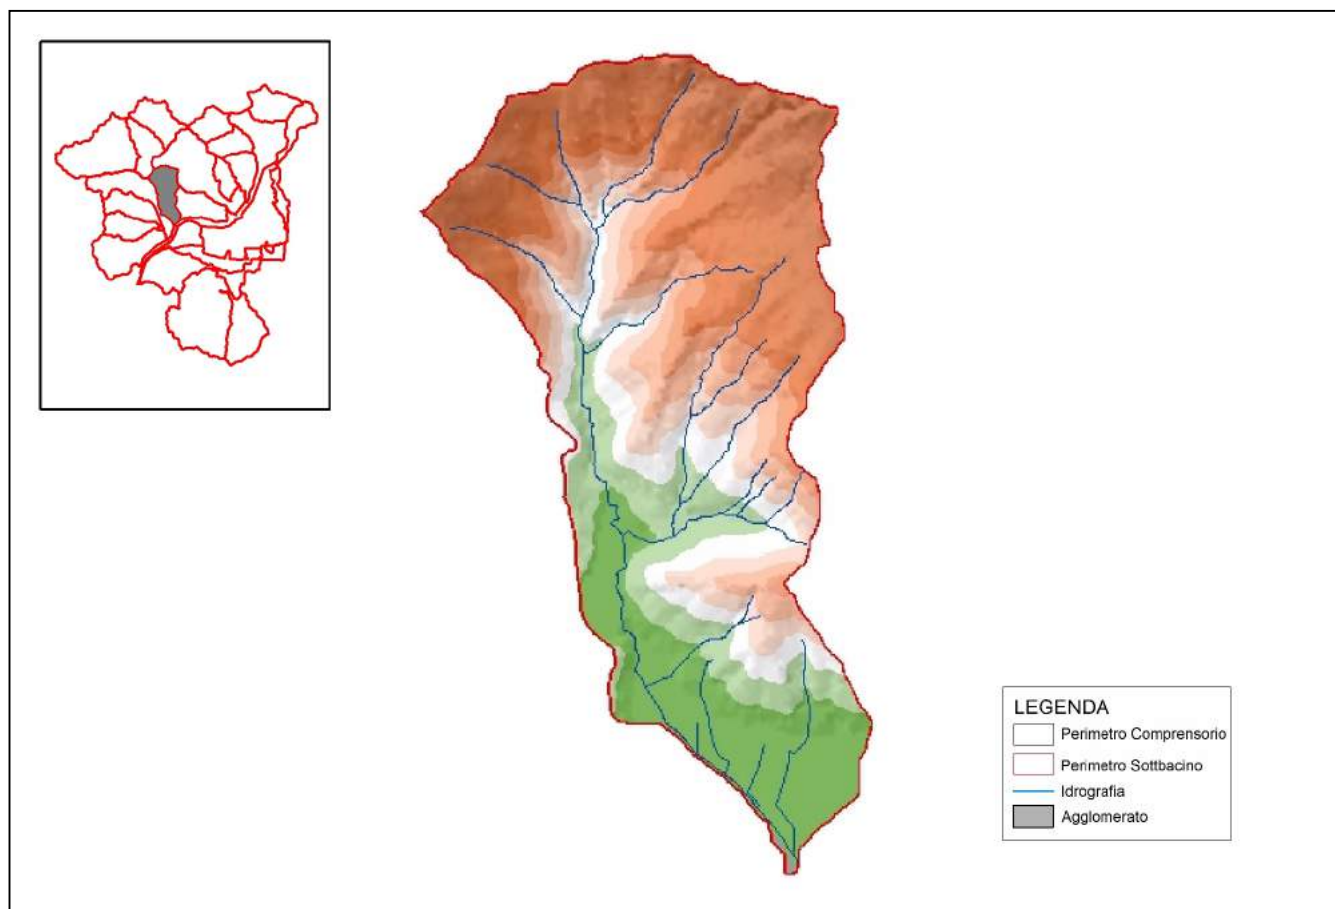 LEGENDA
Perimetro Comprensorio
Perimetro Sottbacino
Idrografia
Agglomerato